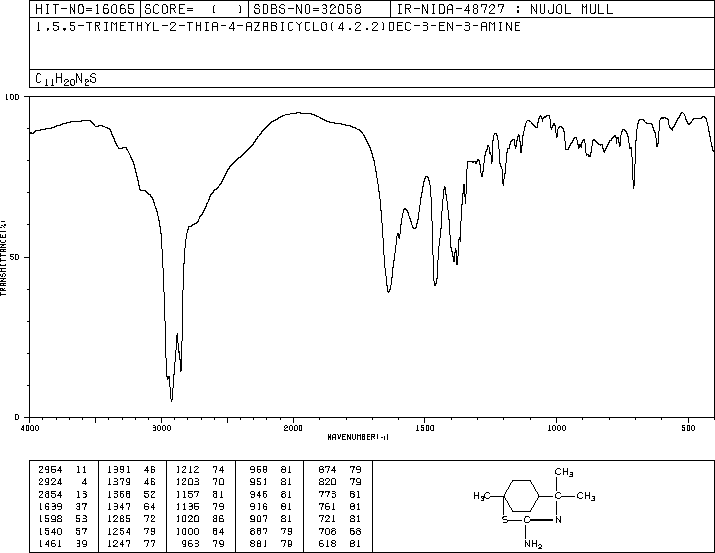 HIT-NO=16065 SCORE= ( ) SDBS-NO=32058 IR-NIDA-48727 : NUJOL MULL
1,5,5-TRIMETHYL-2-THIA-4-AZABICYCLO(4.2.2)DEC-3-EN-3-AMINE
C11H20N2S
100
50
0
TRANSMITTANCE(%)
4000 3000 2000 1500 1000 500
WAVENUMBER(-1)
2964 11 1391 46 1212 74 968 81 874 79
2924 4 1379 46 1203 70 951 81 820 79
2854 13 1368 52 1157 81 946 81 773 81
1639 37 1347 64 1136 79 916 81 761 81
1598 53 1285 72 1020 86 907 81 721 81
1540 57 1254 79 1000 84 887 79 708 68
1461 39 1247 77 963 79 881 79 618 81
CH3
H3C C CH3
S C N
NH2